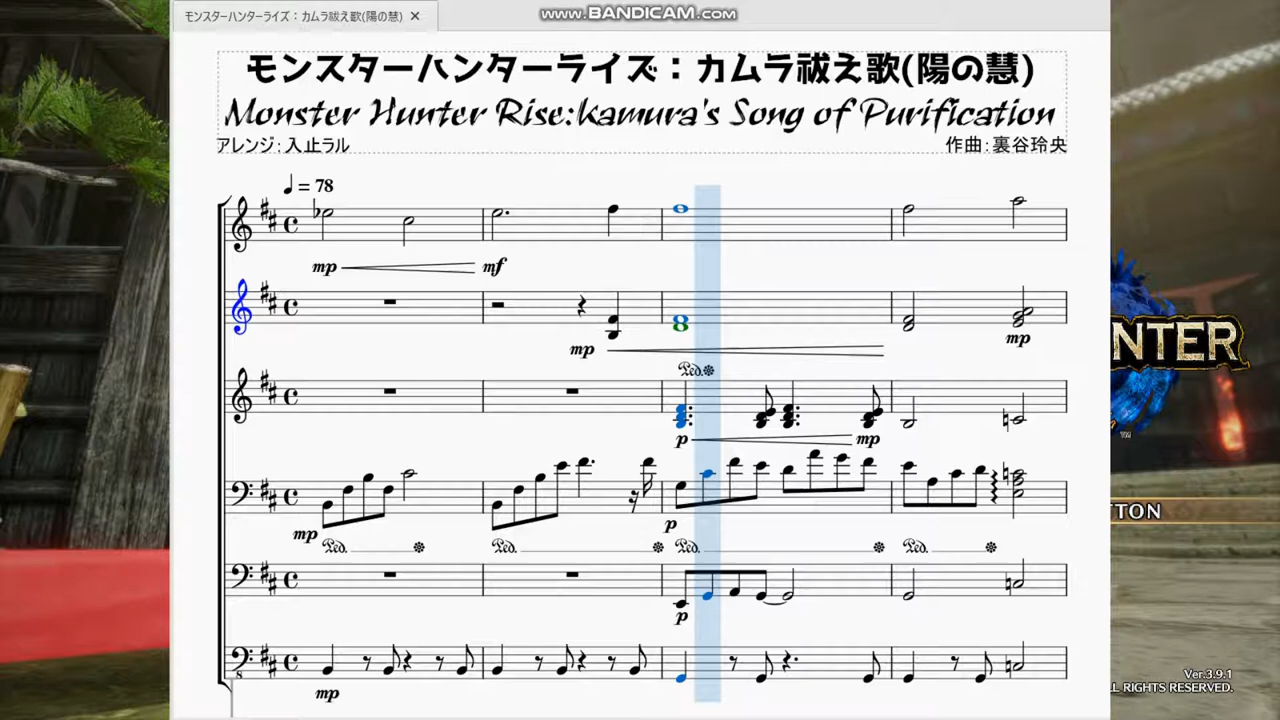 モンスターハンターライズ：カムラ祓え歌(陽の慧) ✕
www.BANDICAM.com
モンスターハンターライズ：カムラ祓え歌(陽の慧)
Monster Hunter Rise:kamura's Song of Purification
アレンジ: 入止ラル
作曲: 裏谷玲央
♩ = 78
mp
mf
mp
mp
p
mp
mp
p
p
mp
NTER
TM
TTON
Ver.3.9.1
LL RIGHTS RESERVED.